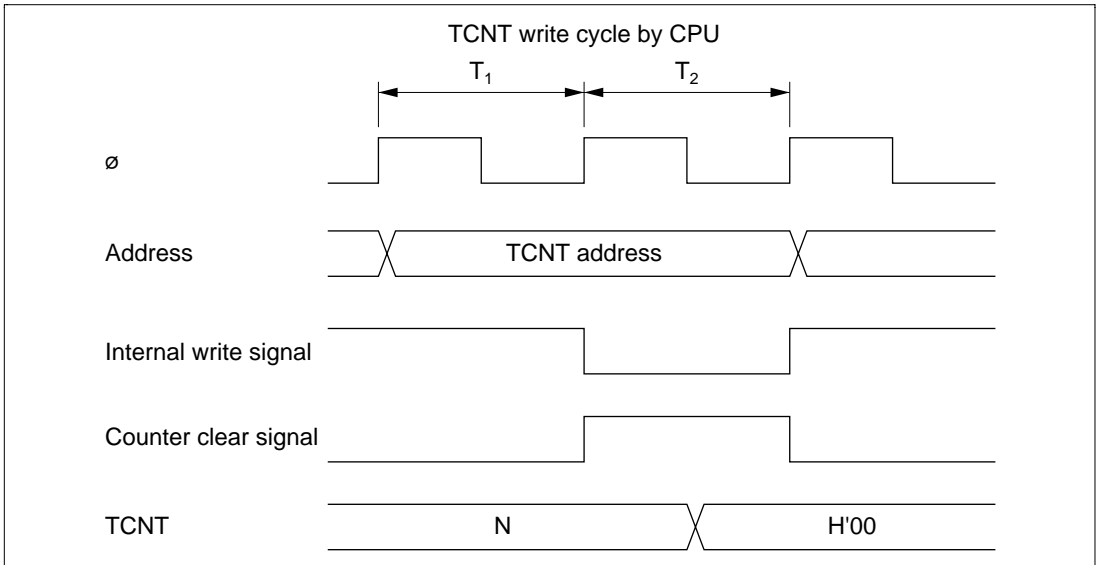 TCNT write cycle by CPU
T₁ T₂
ø
Address TCNT address
Internal write signal
Counter clear signal
TCNT N H'00